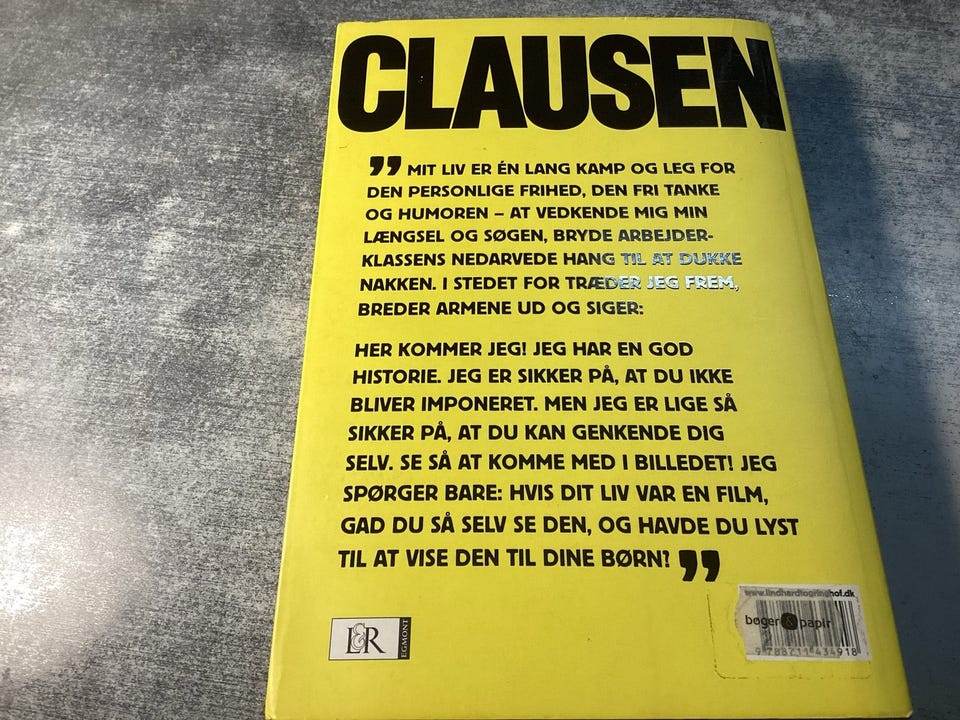 CLAUSEN
” MIT LIV ER ÉN LANG KAMP OG LEG FOR
DEN PERSONLIGE FRIHED, DEN FRI TANKE
OG HUMOREN – AT VEDKENDE MIG MIN
LÆNGSEL OG SØGEN, BRYDE ARBEJDER-
KLASSENS NEDARVEDE HANG TIL AT DUKKE
NAKKEN. I STEDET FOR TRÆDER JEG FREM,
BREDER ARMENE UD OG SIGER:
HER KOMMER JEG! JEG HAR EN GOD
HISTORIE. JEG ER SIKKER PÅ, AT DU IKKE
BLIVER IMPONERET. MEN JEG ER LIGE SÅ
SIKKER PÅ, AT DU KAN GENKENDE DIG
SELV. SE SÅ AT KOMME MED I BILLEDET! JEG
SPØRGER BARE: HVIS DIT LIV VAR EN FILM,
GAD DU SÅ SELV SE DEN, OG HAVDE DU LYST
TIL AT VISE DEN TIL DINE BØRN? ”
www.lindhardtogringhof.dk
bøger & papir
9 788711 434918
L&R
EGMONT